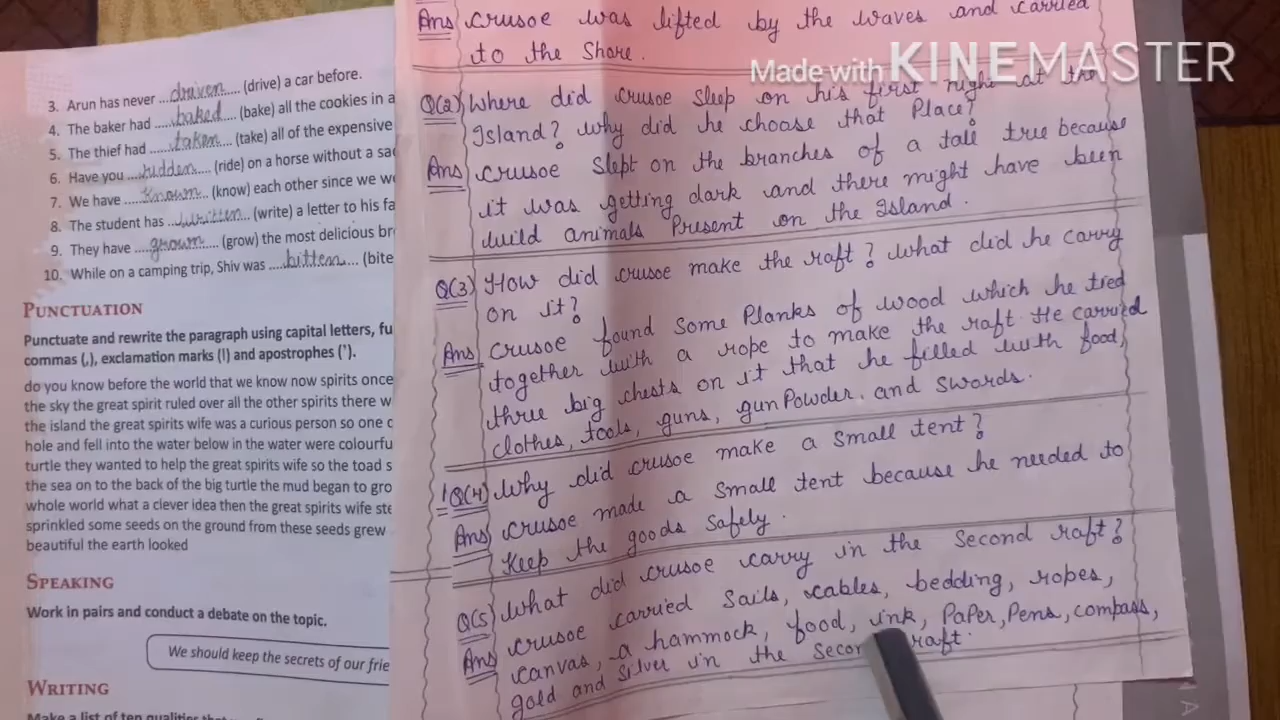 3. Arun has never ...driven.... (drive) a car before.
4. The baker had ....baked.... (bake) all the cookies in a
5. The thief had .....taken.... (take) all of the expensive
6. Have you ...ridden.... (ride) on a horse without a sa
7. We have ....known.... (know) each other since we w
8. The student has ...written.... (write) a letter to his fa
9. They have ....grown.... (grow) the most delicious br
10. While on a camping trip, Shiv was ....bitten.... (bite
PUNCTUATION
Punctuate and rewrite the paragraph using capital letters, fu
commas (,), exclamation marks (!) and apostrophes (').
do you know before the world that we know now spirits once
the sky the great spirit ruled over all the other spirits there w
the island the great spirits wife was a curious person so one c
hole and fell into the water below in the water were colourfu
turtle they wanted to help the great spirits wife so the toad s
the sea on to the back of the big turtle the mud began to gro
whole world what a clever idea then the great spirits wife ste
sprinkled some seeds on the ground from these seeds grew
beautiful the earth looked
SPEAKING
Work in pairs and conduct a debate on the topic.
We should keep the secrets of our frie
WRITING
Make a list of ten qualities that
Ans Crusoe was lifted by the waves and carried
to the Shore.
Made with KINEMASTER
Q(2) Where did crusoe sleep on his first night at the
Island? Why did he choose that Place?
Ans Crusoe slept on the branches of a tall tree because
it was getting dark and there might have been
wild animals Present on the Island.
Q(3) How did crusoe make the raft? What did he carry
on it?
Ans Crusoe found some Planks of wood which he tied
together with a rope to make the raft. He carried
three big chests on it that he filled with food,
clothes, tools, guns, gunPowder, and swords.
Q(4) Why did crusoe make a small tent?
Ans Crusoe made a small tent because he needed to
Keep the goods safely.
Q(5) What did crusoe carry in the second raft?
Ans Crusoe carried Sails, cables, bedding, ropes,
canvas, a hammock, food, ink, PaPer, Pens, compass,
gold and silver in the raft.